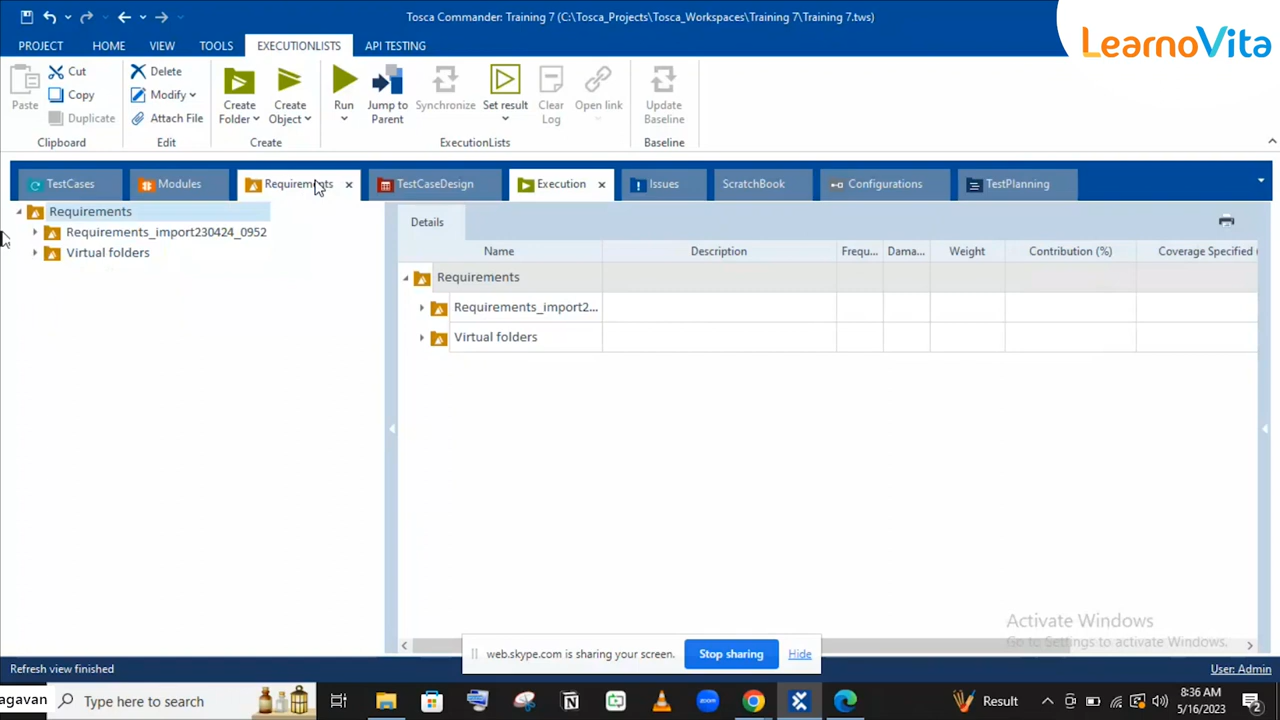 Tosca Commander: Training 7 (C:\Tosca_Projects\Tosca_Workspaces\Training 7\Training 7.tws)
LearnoVita
PROJECT HOME VIEW TOOLS EXECUTIONLISTS API TESTING
Paste Cut Copy Duplicate
Delete Modify Attach File
Create Folder Create Object
Run Jump to Parent Synchronize Set result Clear Log Open link
Update Baseline
Clipboard Edit Create ExecutionLists Baseline
TestCases Modules Requirements TestCaseDesign Execution Issues ScratchBook Configurations TestPlanning
Requirements
Requirements_import230424_0952
Virtual folders
Details
Name Description Frequ... Dama... Weight Contribution (%) Coverage Specified (
Requirements
Requirements_import2...
Virtual folders
Activate Windows
Go to Settings to activate Windows.
web.skype.com is sharing your screen. Stop sharing Hide
Refresh view finished User: Admin
agavan Type here to search Result 8:36 AM
5/16/2023 2